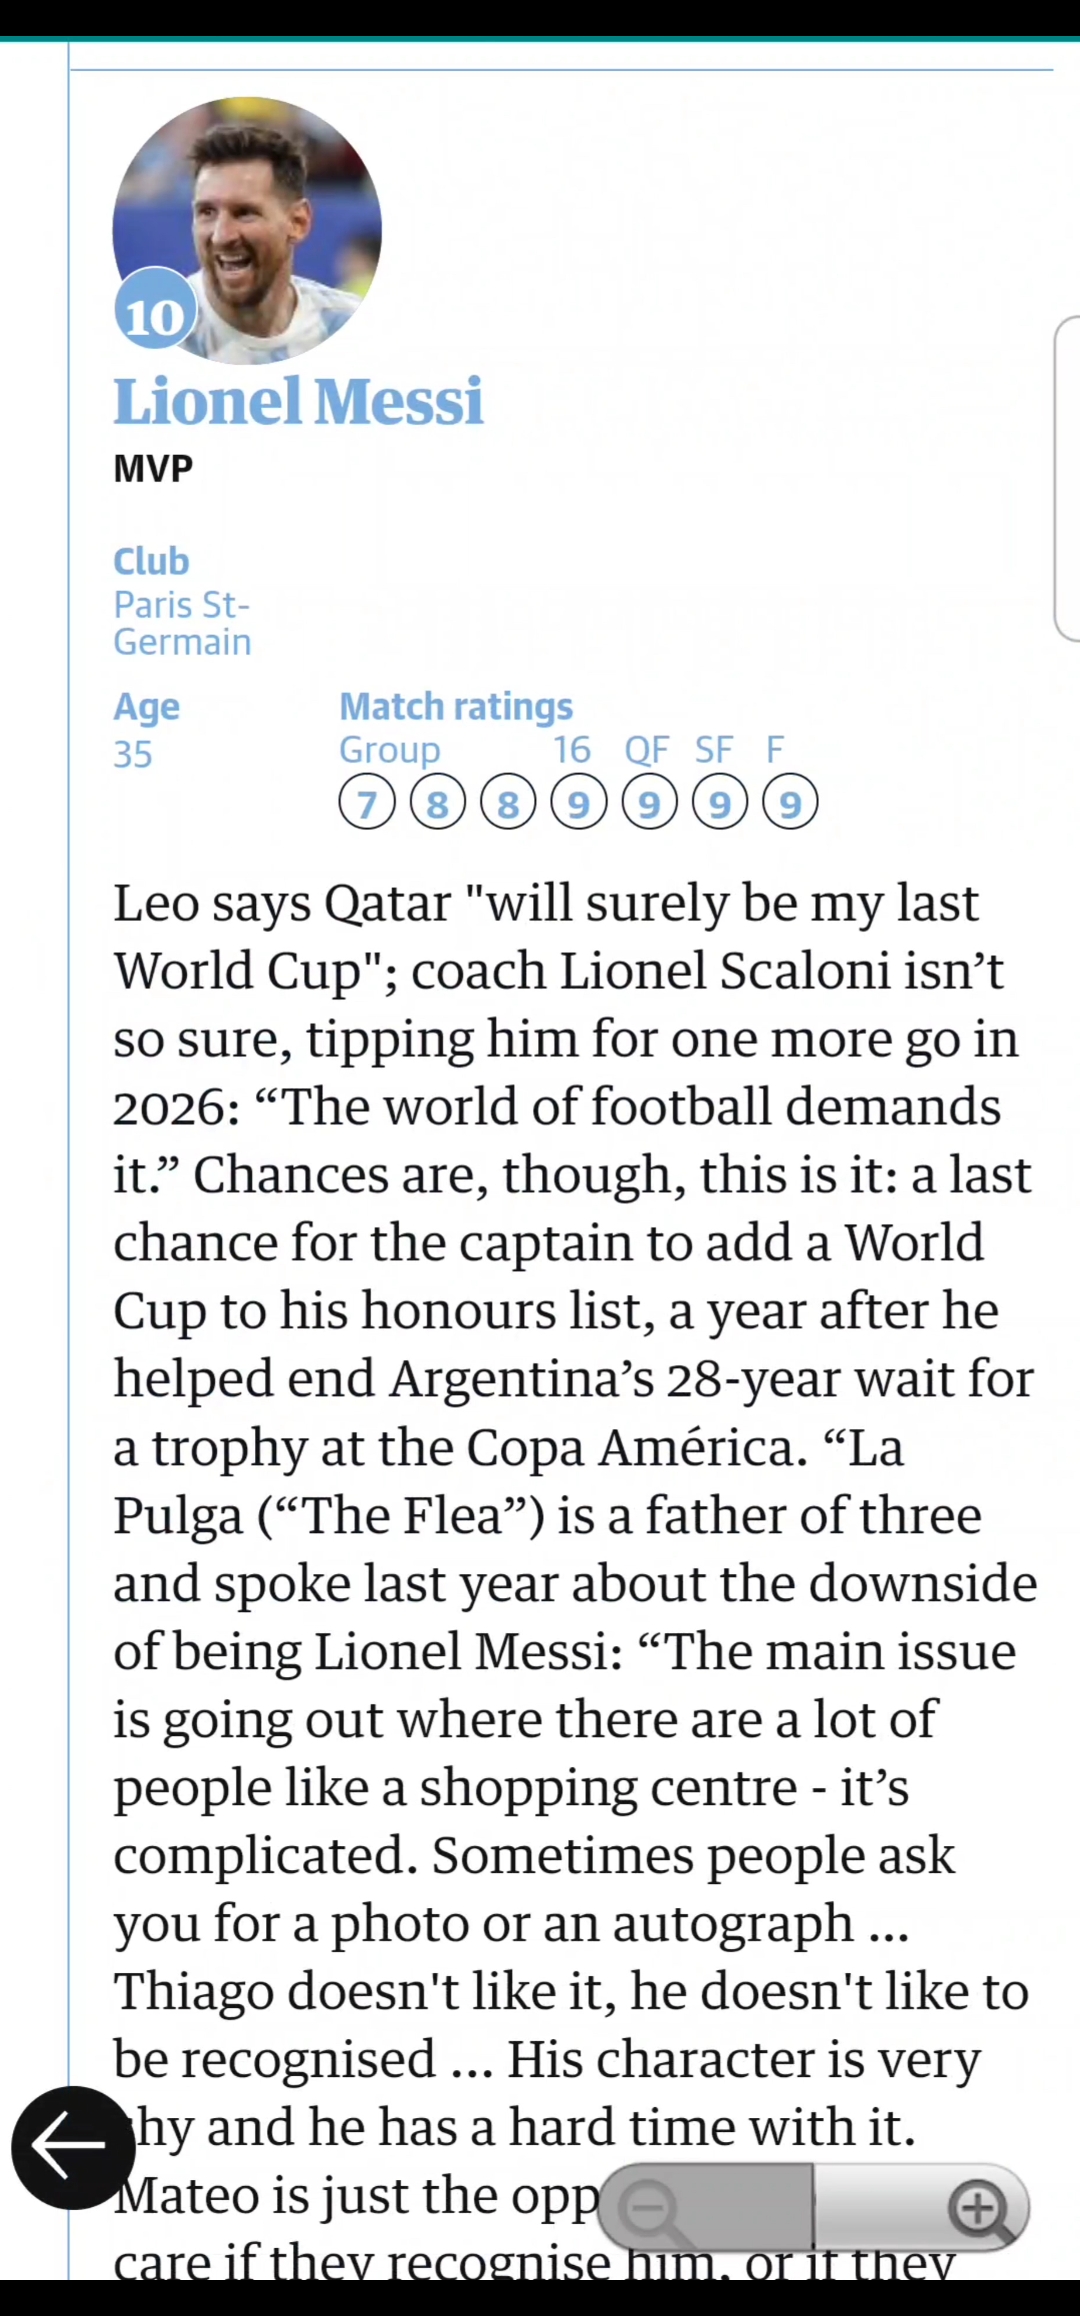 10
Lionel Messi
MVP
Club
Paris St-
Germain
Age
35
Match ratings
Group 16 QF SF F
7 8 8 9 9 9 9
Leo says Qatar "will surely be my last
World Cup"; coach Lionel Scaloni isn’t
so sure, tipping him for one more go in
2026: “The world of football demands
it.” Chances are, though, this is it: a last
chance for the captain to add a World
Cup to his honours list, a year after he
helped end Argentina’s 28-year wait for
a trophy at the Copa América. “La
Pulga (“The Flea”) is a father of three
and spoke last year about the downside
of being Lionel Messi: “The main issue
is going out where there are a lot of
people like a shopping centre - it’s
complicated. Sometimes people ask
you for a photo or an autograph ...
Thiago doesn't like it, he doesn't like to
be recognised ... His character is very
hy and he has a hard time with it.
Mateo is just the opp
care if they recognise him, or if they